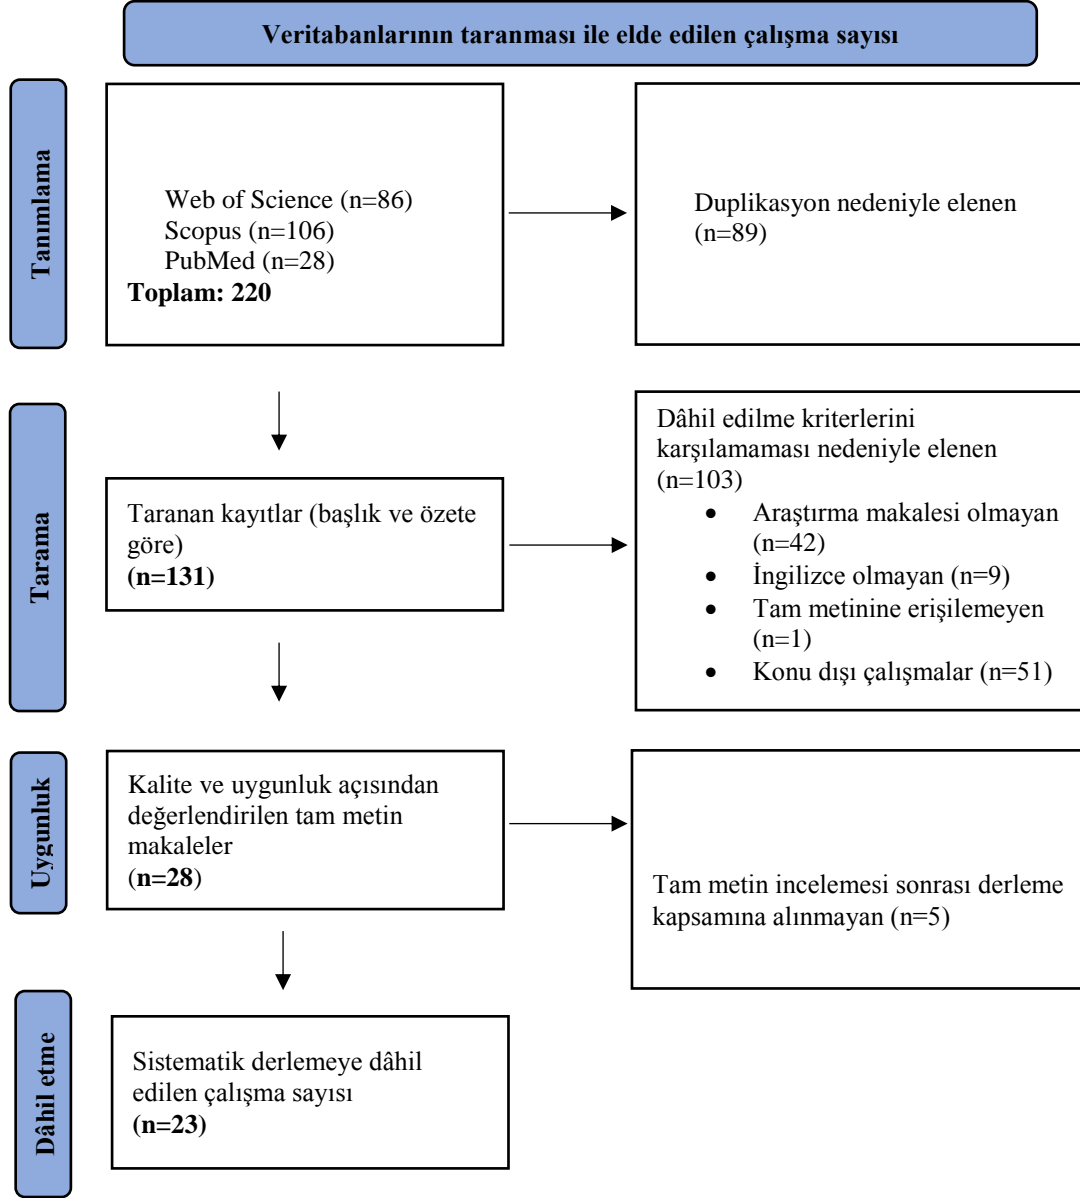 Veritabanlarının taranması ile elde edilen çalışma sayısı
Tanımlama
Web of Science (n=86)
Scopus (n=106)
PubMed (n=28)
Toplam: 220
Duplikasyon nedeniyle elenen
(n=89)
Tarama
Taranan kayıtlar (başlık ve özete
göre)
(n=131)
Dâhil edilme kriterlerini
karşılamaması nedeniyle elenen
(n=103)
• Araştırma makalesi olmayan
(n=42)
• İngilizce olmayan (n=9)
• Tam metinine erişilemeyen
(n=1)
• Konu dışı çalışmalar (n=51)
Uygunluk
Kalite ve uygunluk açısından
değerlendirilen tam metin
makaleler
(n=28)
Tam metin incelemesi sonrası derleme
kapsamına alınmayan (n=5)
Dâhil etme
Sistematik derlemeye dâhil
edilen çalışma sayısı
(n=23)